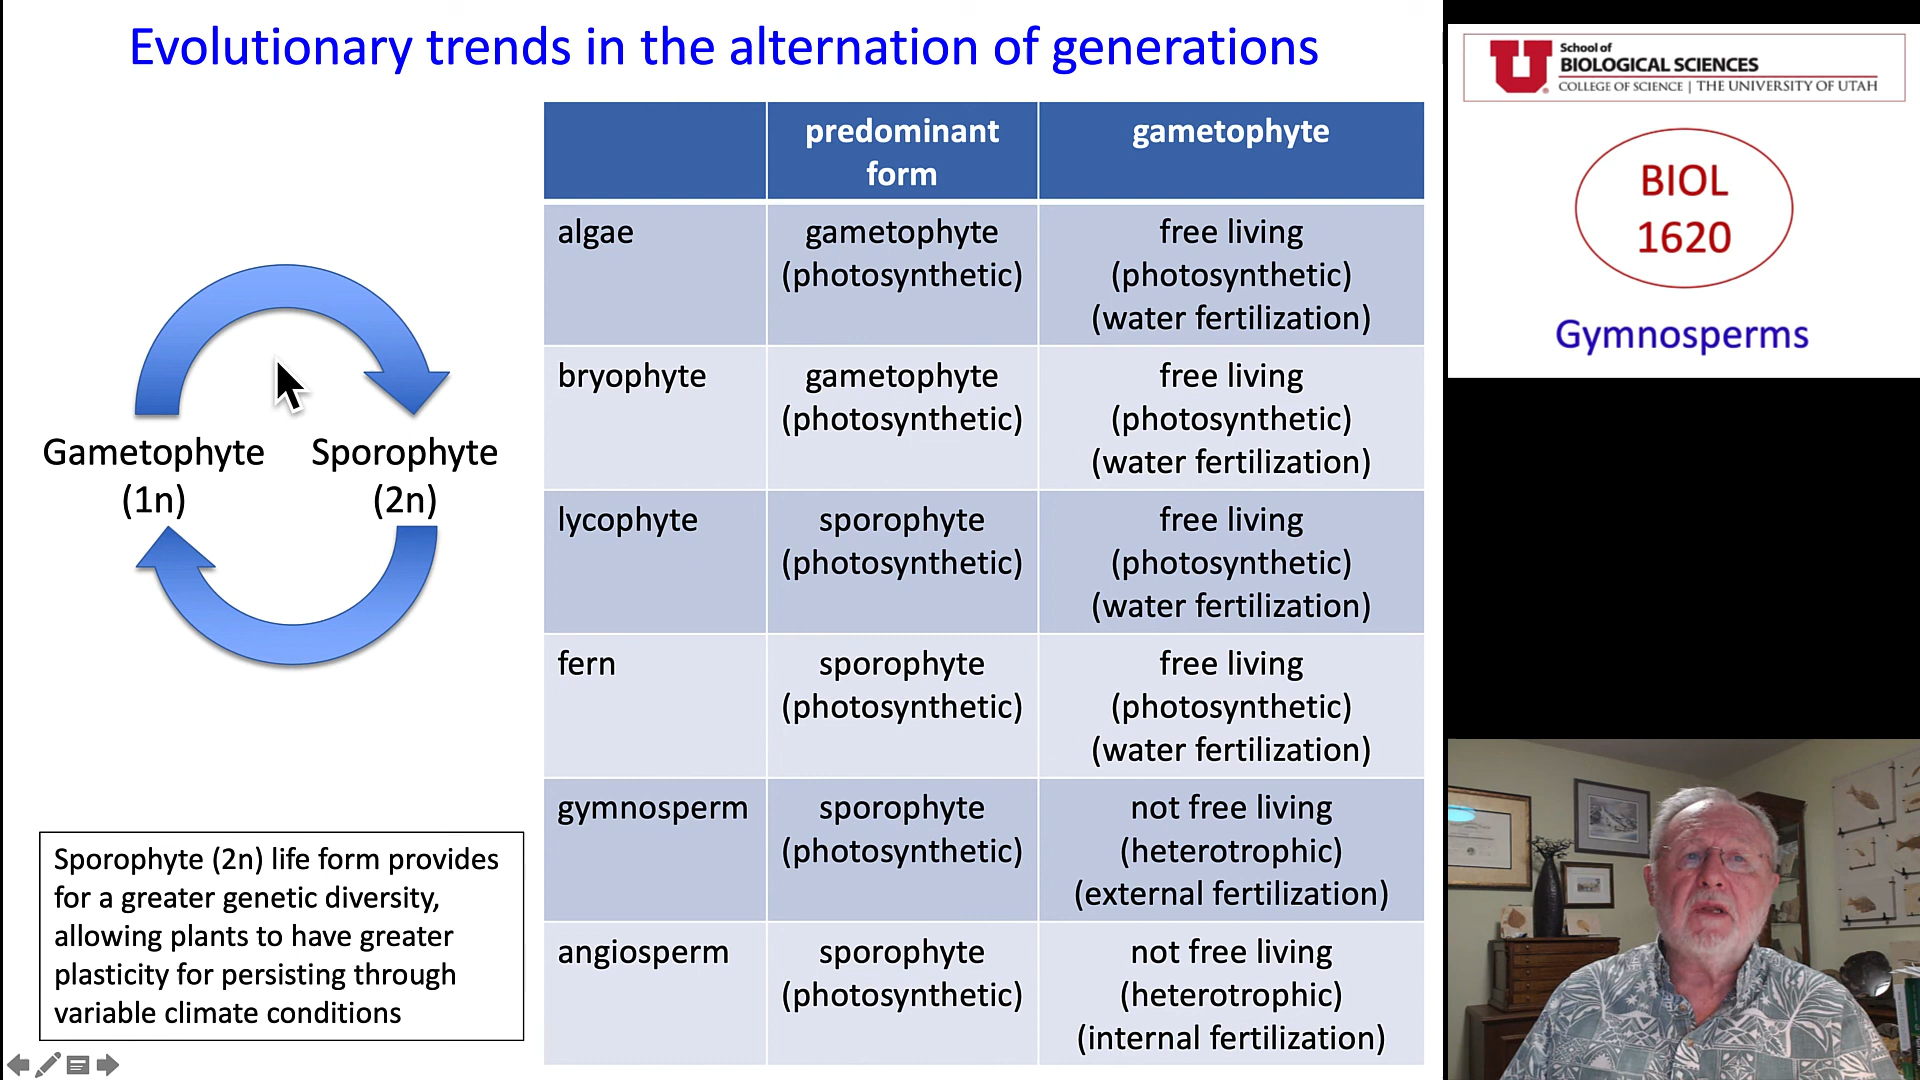 Evolutionary trends in the alternation of generations
Gametophyte
(1n)
Sporophyte
(2n)
Sporophyte (2n) life form provides
for a greater genetic diversity,
allowing plants to have greater
plasticity for persisting through
variable climate conditions
predominant
form
gametophyte
algae
gametophyte
(photosynthetic)
free living
(photosynthetic)
(water fertilization)
bryophyte
gametophyte
(photosynthetic)
free living
(photosynthetic)
(water fertilization)
lycophyte
sporophyte
(photosynthetic)
free living
(photosynthetic)
(water fertilization)
fern
sporophyte
(photosynthetic)
free living
(photosynthetic)
(water fertilization)
gymnosperm
sporophyte
(photosynthetic)
not free living
(heterotrophic)
(external fertilization)
angiosperm
sporophyte
(photosynthetic)
not free living
(heterotrophic)
(internal fertilization)
U
School of
BIOLOGICAL SCIENCES
COLLEGE OF SCIENCE | THE UNIVERSITY OF UTAH
BIOL
1620
Gymnosperms